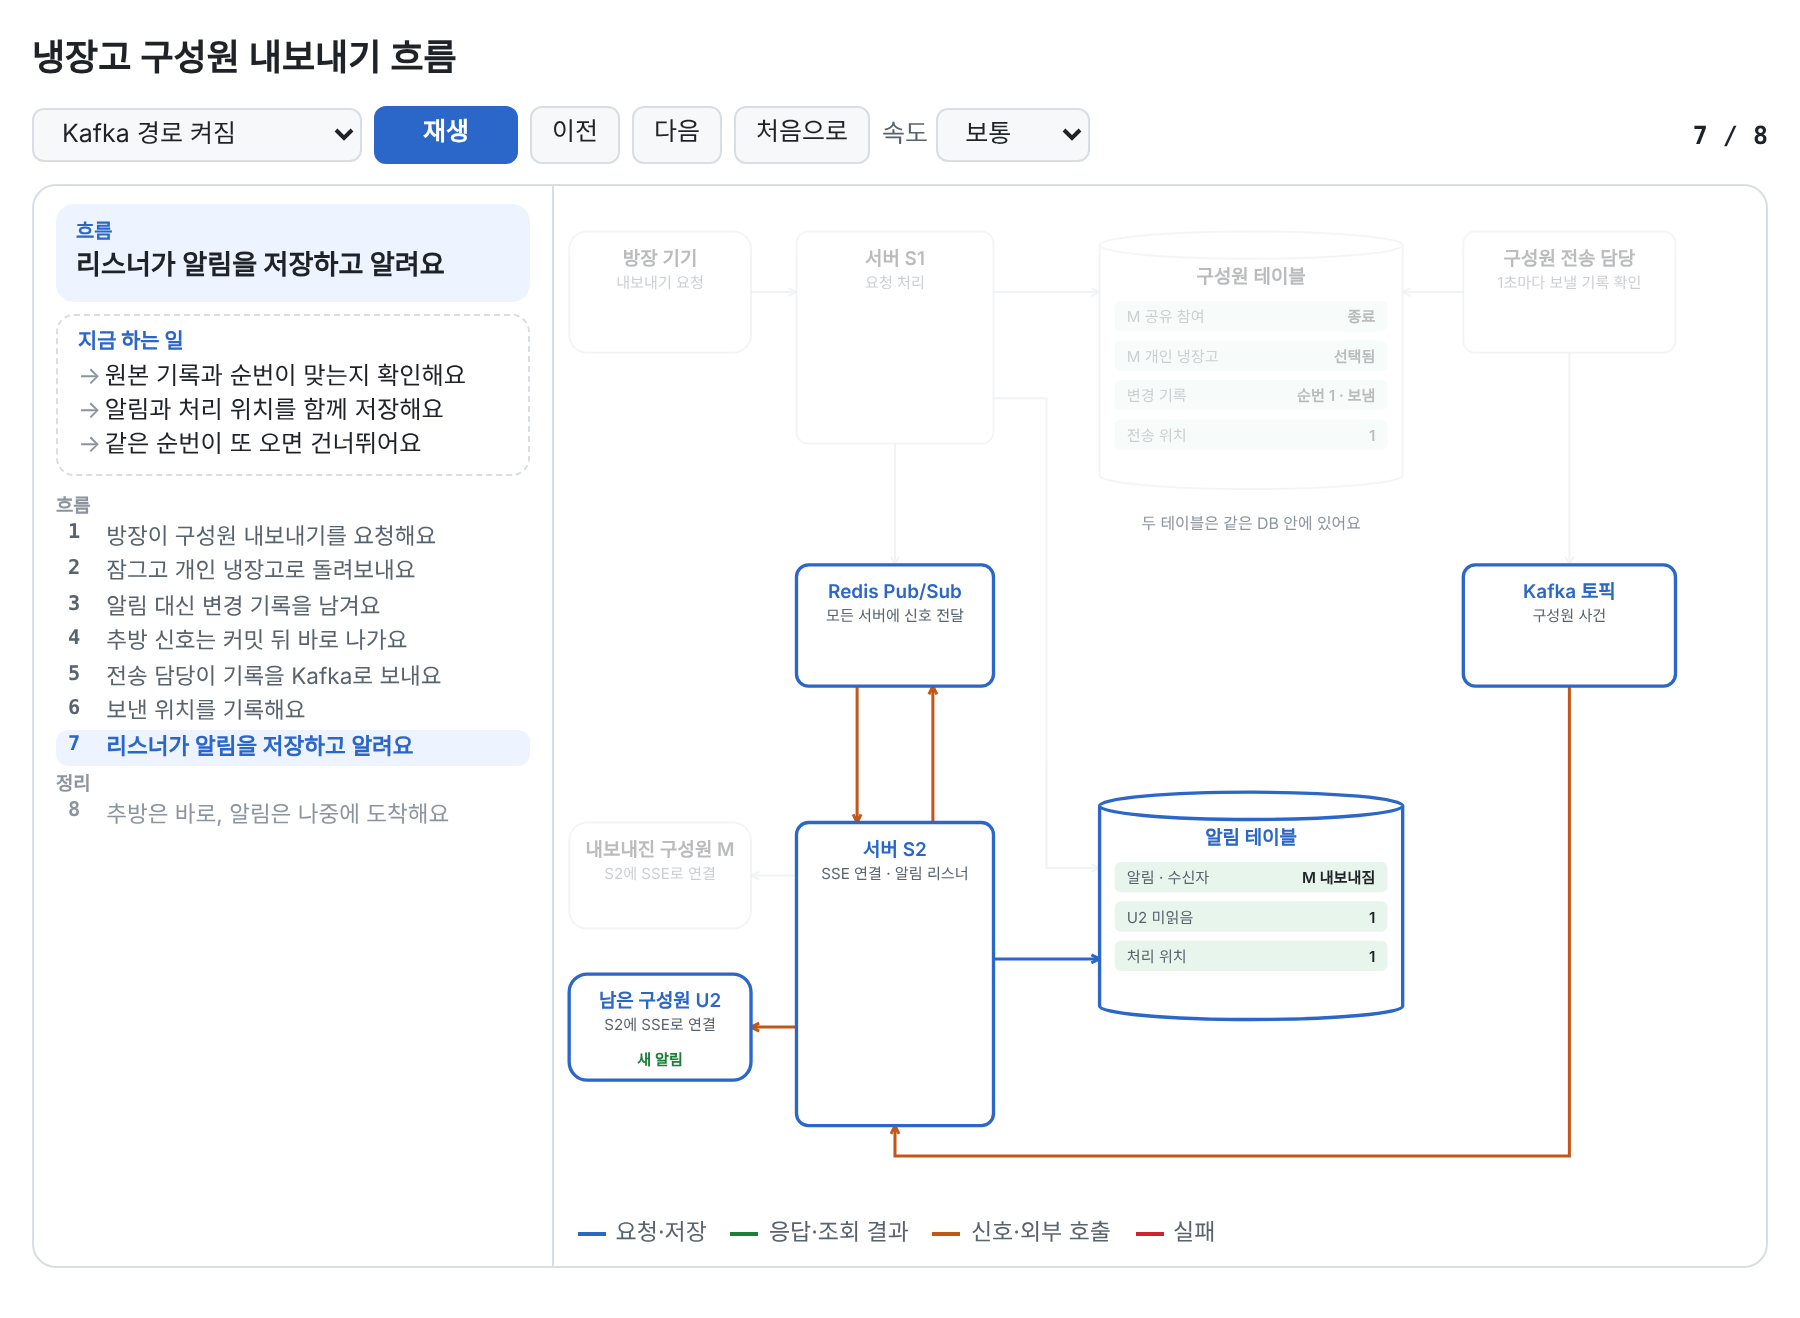 냉장고 구성원 내보내기 흐름
Kafka 경로 켜짐
재생
이전
다음
처음으로
속도
보통
7 / 8
흐름
리스너가 알림을 저장하고 알려요
지금 하는 일
→ 원본 기록과 순번이 맞는지 확인해요
→ 알림과 처리 위치를 함께 저장해요
→ 같은 순번이 또 오면 건너뛰어요
흐름
1 방장이 구성원 내보내기를 요청해요
2 잠그고 개인 냉장고로 돌려보내요
3 알림 대신 변경 기록을 남겨요
4 추방 신호는 커밋 뒤 바로 나가요
5 전송 담당이 기록을 Kafka로 보내요
6 보낸 위치를 기록해요
7 리스너가 알림을 저장하고 알려요
정리
8 추방은 바로, 알림은 나중에 도착해요
방장 기기
내보내기 요청
서버 S1
요청 처리
구성원 테이블
M 공유 참여 종료
M 개인 냉장고 선택됨
변경 기록 순번 1 · 보냄
전송 위치 1
구성원 전송 담당
1초마다 보낼 기록 확인
두 테이블은 같은 DB 안에 있어요
Redis Pub/Sub
모든 서버에 신호 전달
Kafka 토픽
구성원 사건
내보내진 구성원 M
S2에 SSE로 연결
서버 S2
SSE 연결 · 알림 리스너
알림 테이블
알림 · 수신자 M 내보내짐
U2 미읽음 1
처리 위치 1
남은 구성원 U2
S2에 SSE로 연결
새 알림
요청·저장
응답·조회 결과
신호·외부 호출
실패